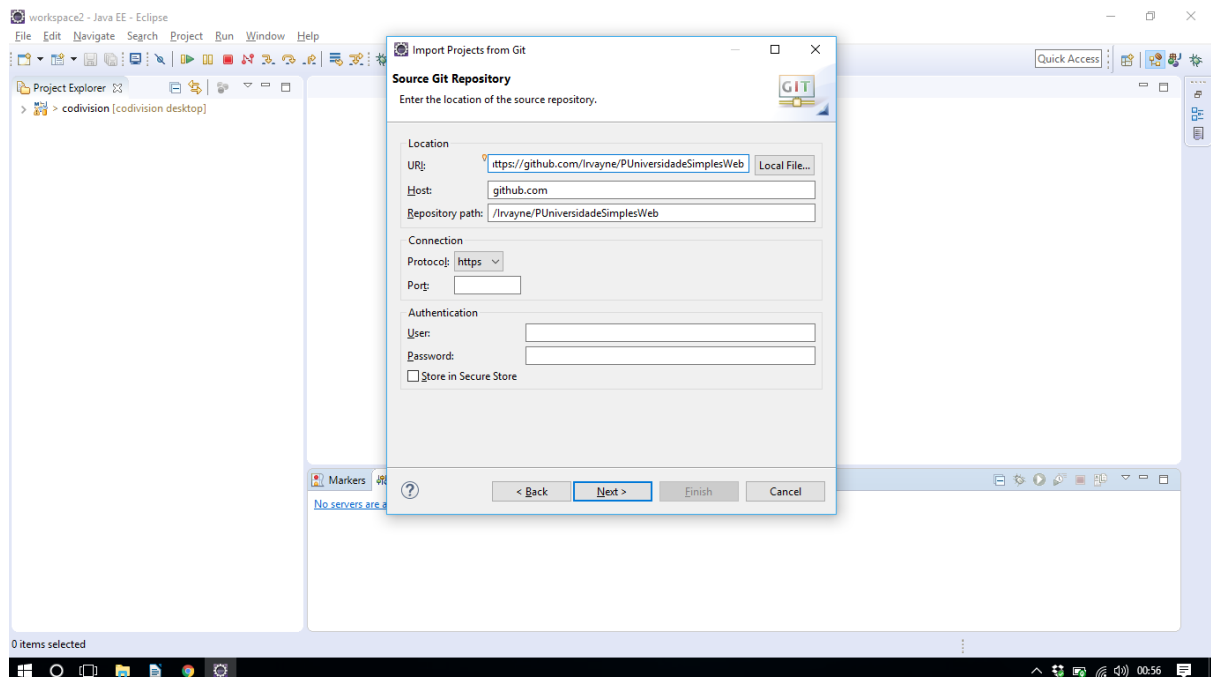 workspace2 - Java EE - Eclipse
File Edit Navigate Search Project Run Window Help
Quick Access
Project Explorer
> codivision [codivision desktop]
Import Projects from Git
Source Git Repository
Enter the location of the source repository.
GIT
Location
URI: ttps://github.com/Irvayne/PUniversidadeSimplesWeb Local File...
Host: github.com
Repository path: /Irvayne/PUniversidadeSimplesWeb
Connection
Protocol: https
Port:
Authentication
User:
Password:
Store in Secure Store
< Back Next > Finish Cancel
Markers
No servers are a
0 items selected
00:56